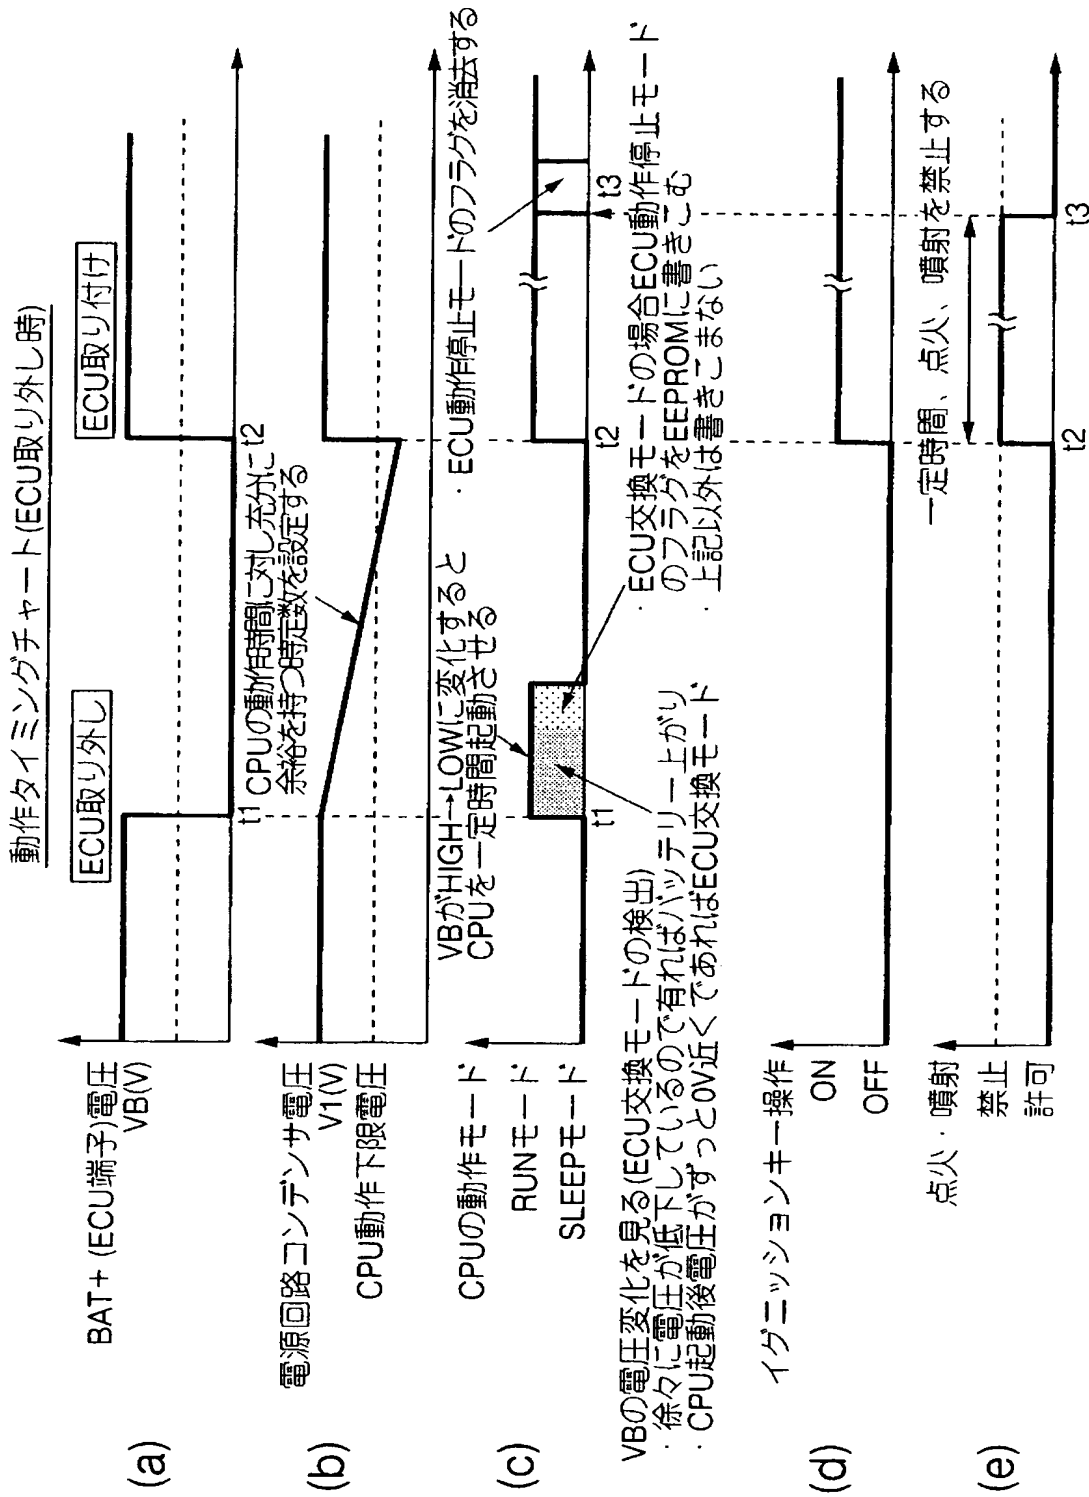 動作タイミングチャート(ECU取り外し時)
(a)
BAT+ (ECU端子)電圧
VB(V)
ECU取り外し
ECU取り付け
t1
t2
(b)
電源回路コンデンサ電圧
V1(V)
CPU動作下限電圧
CPUの動作時間に対し充分に
余裕を持つ時定数を設定する
(c)
CPUの動作モード
RUNモード
SLEEPモード
VBがHIGH→LOWに変化すると
CPUを一定時間起動させる
・ECU動作停止モードのフラグを消去する
t1
t2
t3
VBの電圧変化を見る(ECU交換モードの検出)
・徐々に電圧が低下しているので有ればバッテリー上がり
・CPU起動後電圧がずっと0V近くであればECU交換モード
・ECU交換モードの場合ECU動作停止モード
のフラグをEEPROMに書きこむ
・上記以外は書きこまない
(d)
イグニッションキー操作
ON
OFF
(e)
点火・噴射
禁止
許可
一定時間、点火、噴射を禁止する
t2
t3